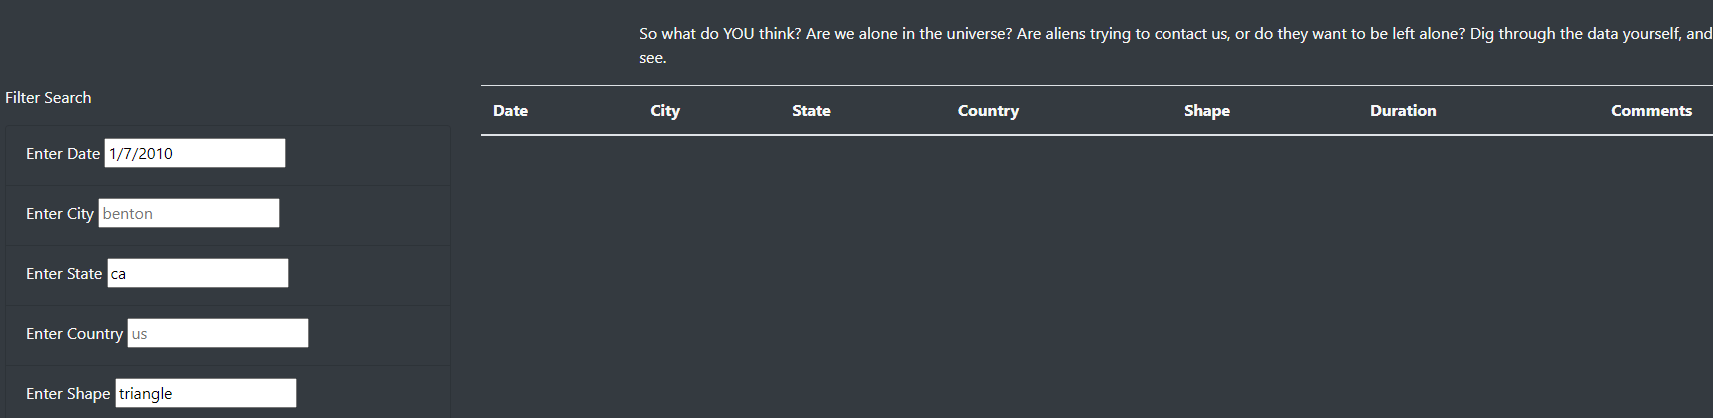 So what do YOU think? Are we alone in the universe? Are aliens trying to contact us, or do they want to be left alone? Dig through the data yourself, and
see.
Filter Search
Date City State Country Shape Duration Comments
Enter Date 1/7/2010
Enter City benton
Enter State ca
Enter Country us
Enter Shape triangle